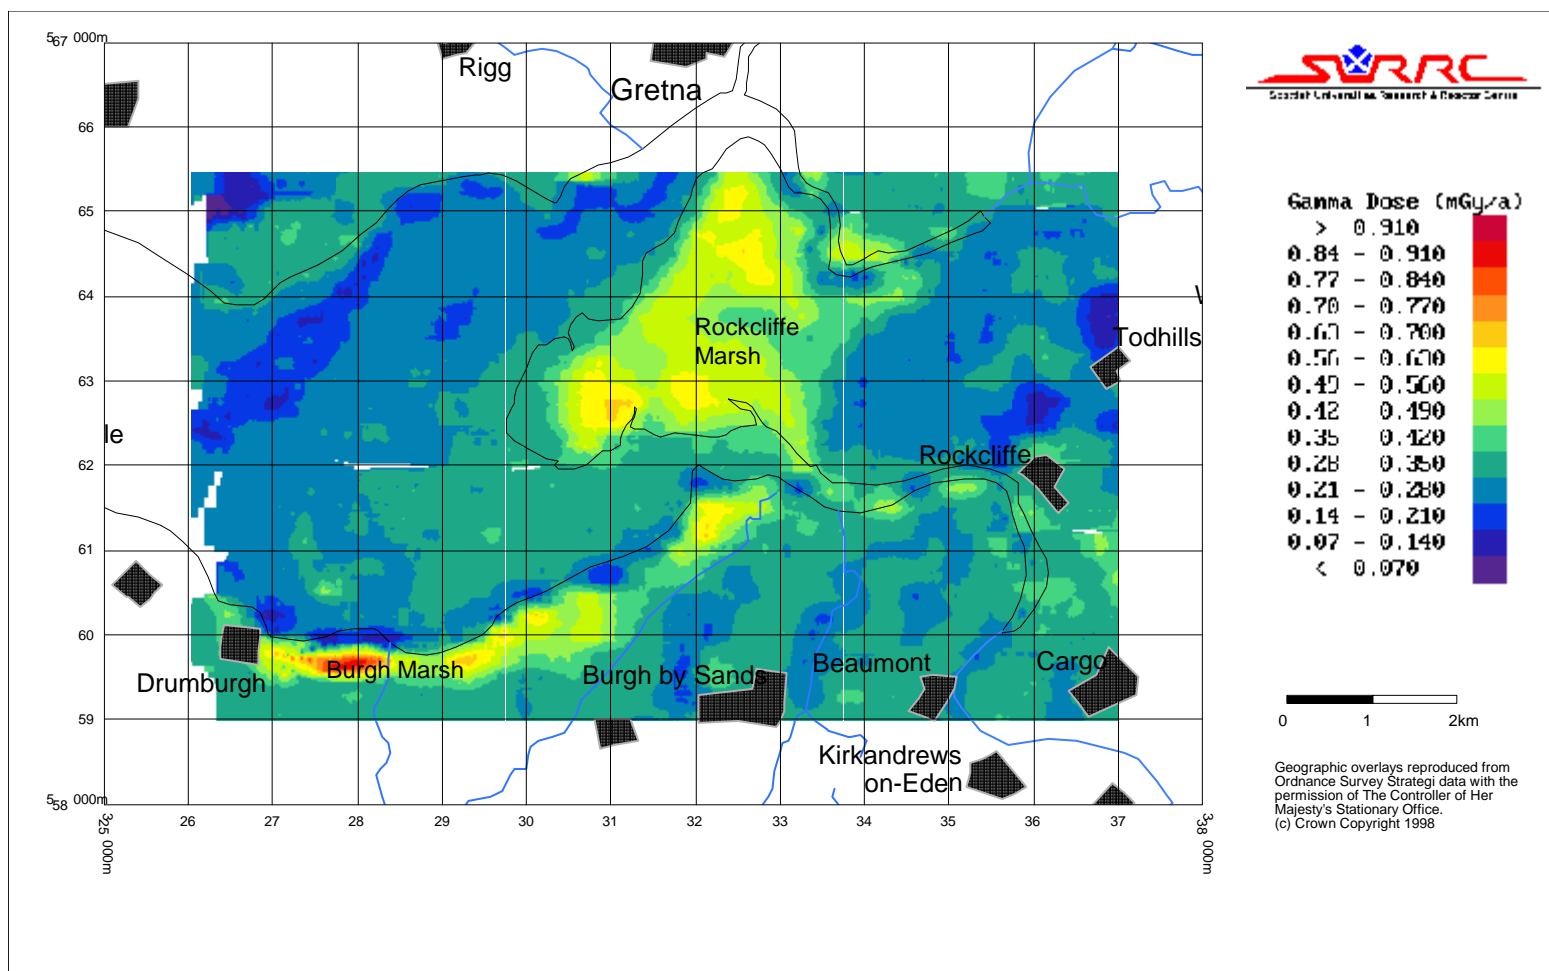 567 000m
66
65
64
63
62
61
60
59
558 000m
325 000m
26
27
28
29
30
31
32
33
34
35
36
37
338 000m
Rigg
Gretna
Rockcliffe
Marsh
Todhills
le
Rockcliffe
Drumburgh
Burgh Marsh
Burgh by Sands
Beaumont
Cargo
Kirkandrews
on-Eden
SURRC
Scottish Universities Research & Reactor Centre
Gamma Dose (mGy/a)
> 0.910
0.84 - 0.910
0.77 - 0.840
0.70 - 0.770
0.63 - 0.700
0.56 - 0.630
0.49 - 0.560
0.42 0.490
0.35 0.420
0.28 0.350
0.21 - 0.280
0.14 - 0.210
0.07 - 0.140
< 0.070
0 1 2km
Geographic overlays reproduced from
Ordnance Survey Strategi data with the
permission of The Controller of Her
Majesty's Stationary Office.
(c) Crown Copyright 1998